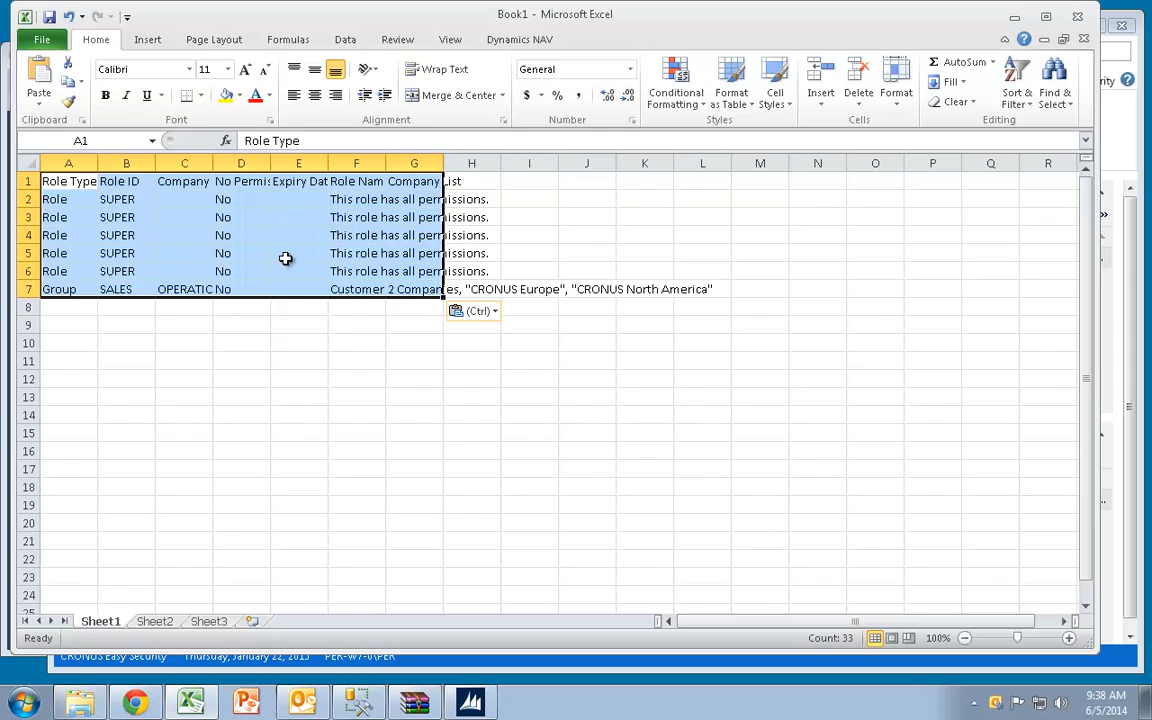 Book1 - Microsoft Excel
File Home Insert Page Layout Formulas Data Review View Dynamics NAV
Paste
Calibri 11
Wrap Text
General
Conditional Formatting
Format as Table
Cell Styles
Insert
Delete
Format
AutoSum
Fill
Clear
Sort & Filter
Find & Select
B I U A A A
Merge & Center
$ % ,
Clipboard Font Alignment Number Styles Cells Editing
A1 fx Role Type
A B C D E F G H I J K L M N O P Q R
1 Role Type Role ID Company No Permis Expiry Dat Role Nam Company List
2 Role SUPER No This role has all permissions.
3 Role SUPER No This role has all permissions.
4 Role SUPER No This role has all permissions.
5 Role SUPER No This role has all permissions.
6 Role SUPER No This role has all permissions.
7 Group SALES OPERATIC No Customer 2 Companies, "CRONUS Europe", "CRONUS North America"
8 (Ctrl)
9
10
11
12
13
14
15
16
17
18
19
20
21
22
23
24
25
Sheet1 Sheet2 Sheet3
Ready Count: 33 100%
CRONUS Easy Security Thursday, January 22, 2015
9:38 AM
6/5/2014